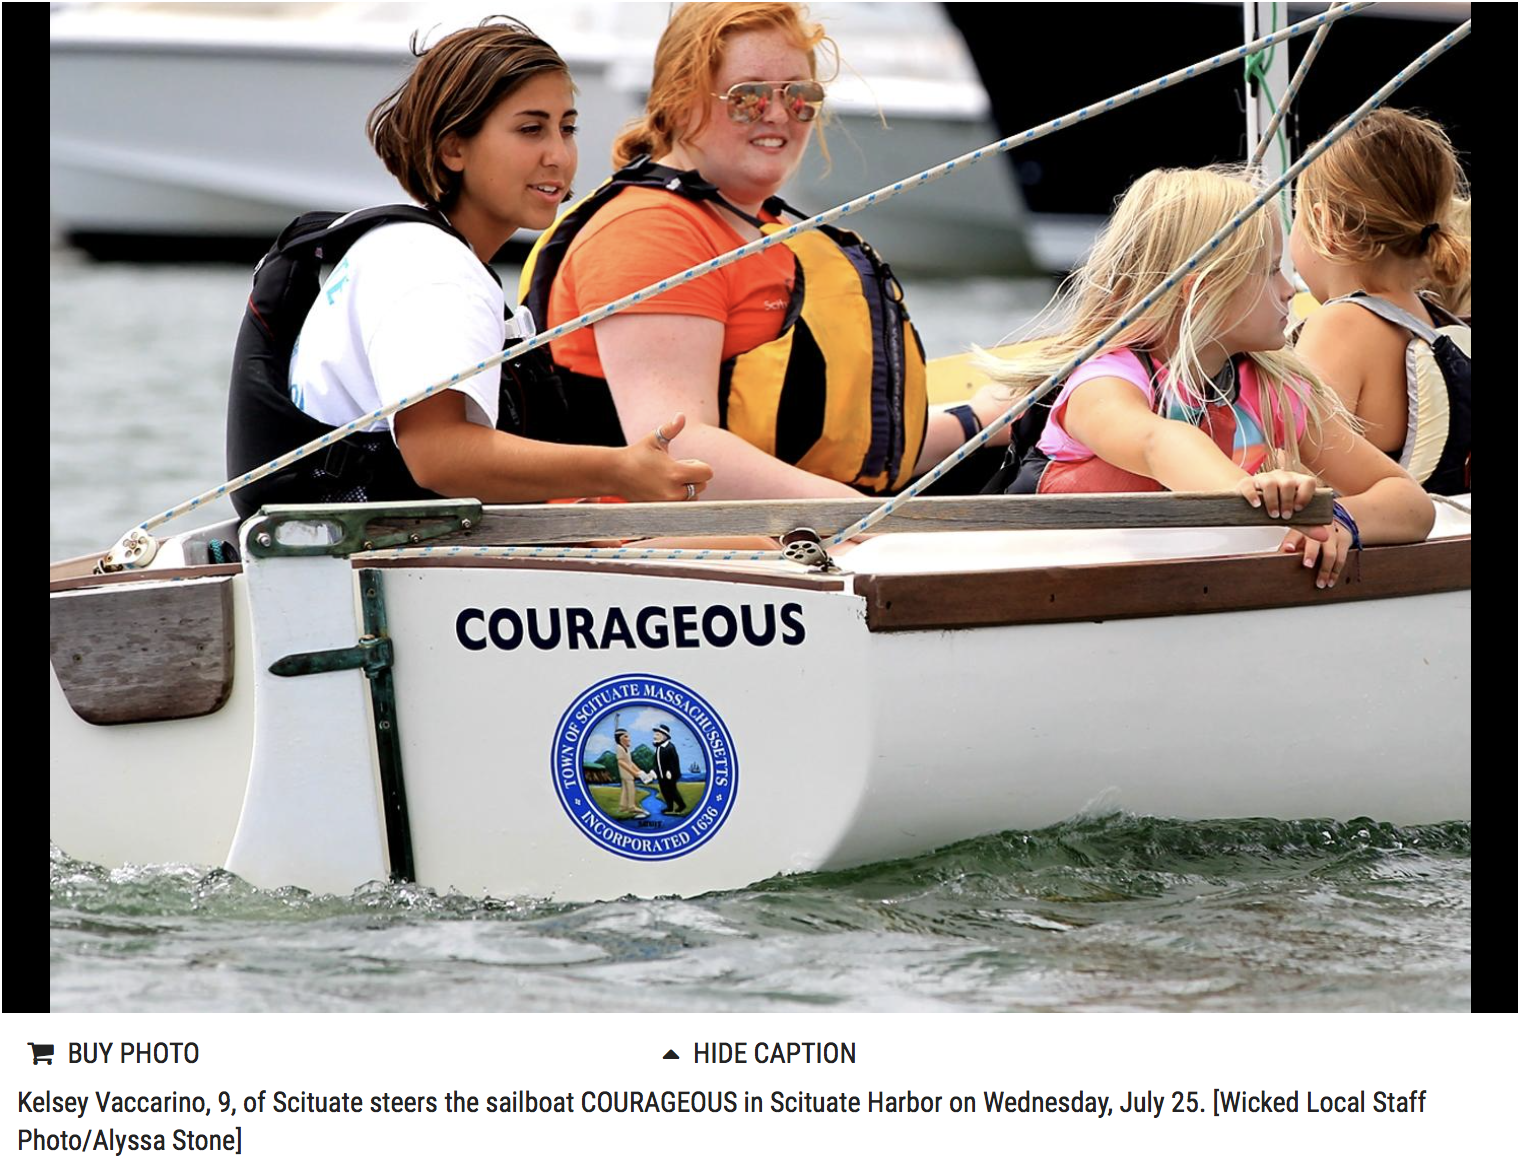 COURAGEOUS
TOWN OF SCITUATE MASSACHUSSETTS
INCORPORATED 1636
BUY PHOTO
HIDE CAPTION
Kelsey Vaccarino, 9, of Scituate steers the sailboat COURAGEOUS in Scituate Harbor on Wednesday, July 25. [Wicked Local Staff
Photo/Alyssa Stone]